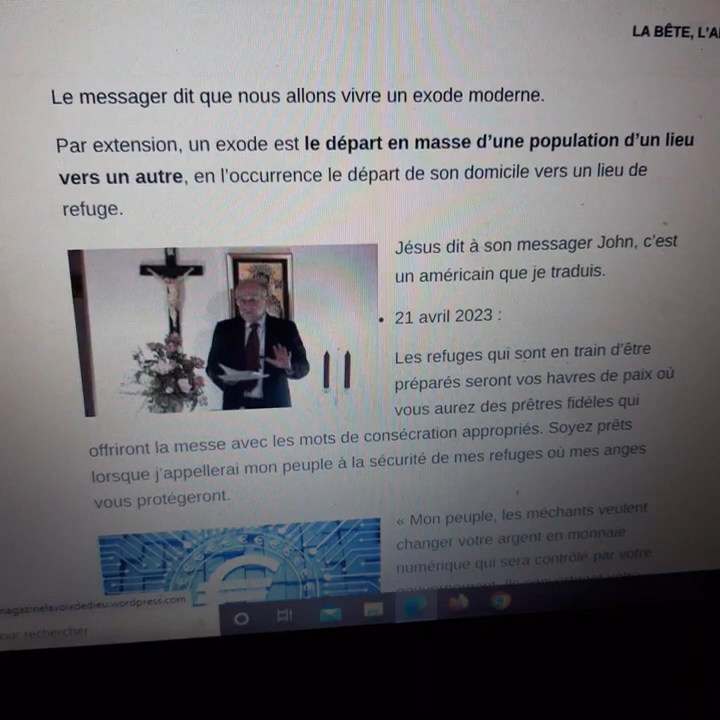 LA BÊTE, L'A
Le messager dit que nous allons vivre un exode moderne.
Par extension, un exode est le départ en masse d'une population d'un lieu
vers un autre, en l'occurrence le départ de son domicile vers un lieu de
refuge.
Jésus dit à son messager John, c'est
un américain que je traduis.
• 21 avril 2023 :
Les refuges qui sont en train d'être
préparés seront vos havres de paix où
vous aurez des prêtres fidèles qui
offriront la messe avec les mots de consécration appropriés. Soyez prêts
lorsque j'appellerai mon peuple à la sécurité de mes refuges où mes anges
vous protégeront.
« Mon peuple, les méchants veulent
changer votre argent en monnaie
numérique qui sera contrôlé par votre
magazinelavoixdedieu.wordpress.com
our rechercher